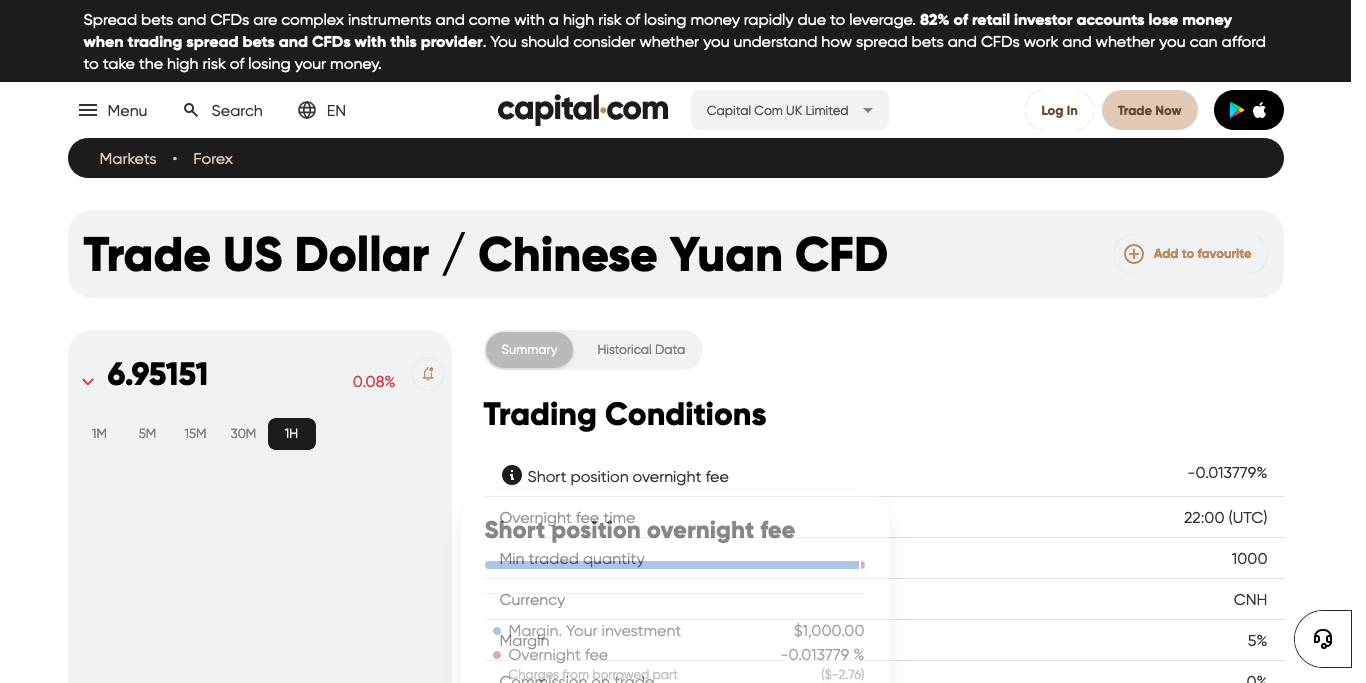 Spread bets and CFDs are complex instruments and come with a high risk of losing money rapidly due to leverage. 82% of retail investor accounts lose money
when trading spread bets and CFDs with this provider. You should consider whether you understand how spread bets and CFDs work and whether you can afford
to take the high risk of losing your money.
Menu
Search
EN
capital.com
Capital Com UK Limited
Log In
Trade Now
Markets • Forex
Trade US Dollar / Chinese Yuan CFD
Add to favourite
6.95151
0.08%
1M 5M 15M 30M 1H
Summary
Historical Data
Trading Conditions
Short position overnight fee -0.013779%
Overnight fee time 22:00 (UTC)
Short position overnight fee
Min traded quantity 1000
Currency CNH
Margin. Your investment $1,000.00
Margin 5%
Overnight fee -0.013779 %
Charges from borrowed part ($-2.76)
Commission on trade 0%